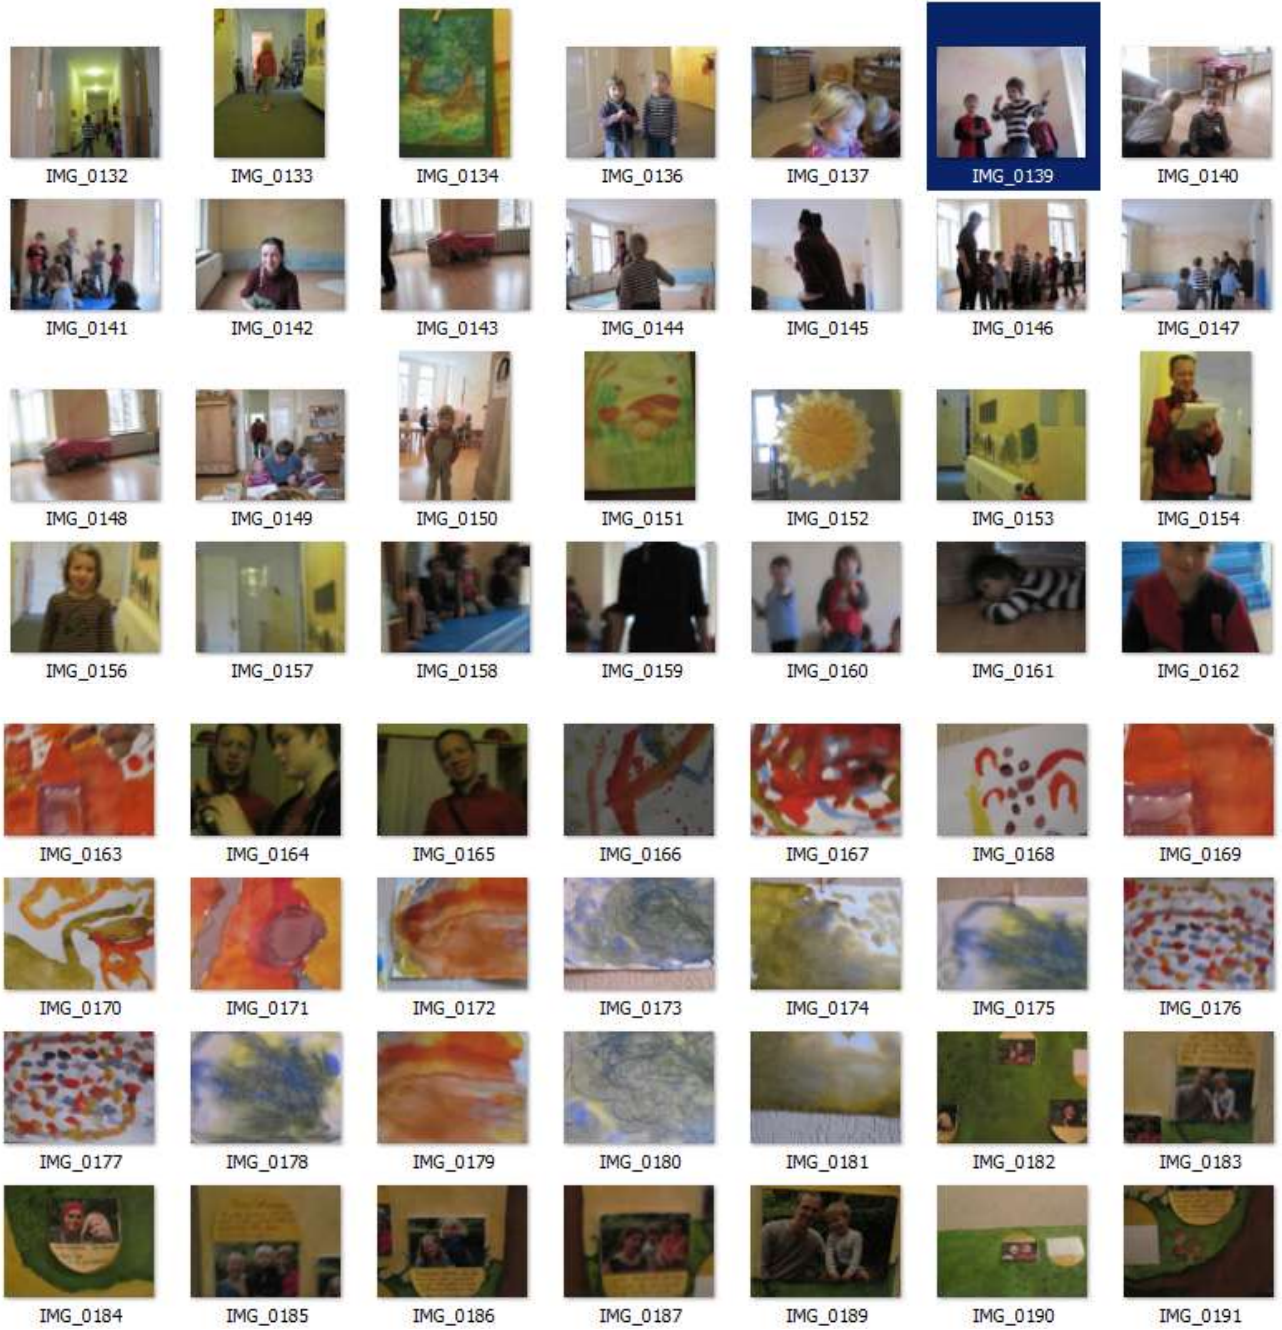 IMG_0132 IMG_0133 IMG_0134 IMG_0136 IMG_0137 IMG_0139 IMG_0140
IMG_0141 IMG_0142 IMG_0143 IMG_0144 IMG_0145 IMG_0146 IMG_0147
IMG_0148 IMG_0149 IMG_0150 IMG_0151 IMG_0152 IMG_0153 IMG_0154
IMG_0156 IMG_0157 IMG_0158 IMG_0159 IMG_0160 IMG_0161 IMG_0162
IMG_0163 IMG_0164 IMG_0165 IMG_0166 IMG_0167 IMG_0168 IMG_0169
IMG_0170 IMG_0171 IMG_0172 IMG_0173 IMG_0174 IMG_0175 IMG_0176
IMG_0177 IMG_0178 IMG_0179 IMG_0180 IMG_0181 IMG_0182 IMG_0183
IMG_0184 IMG_0185 IMG_0186 IMG_0187 IMG_0189 IMG_0190 IMG_0191